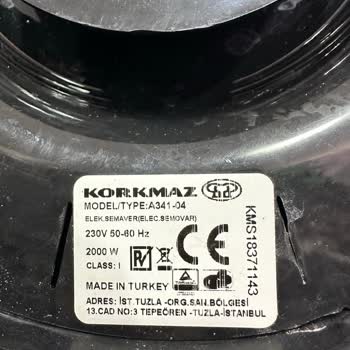 KORKMAZ
MODEL/TYPE:A341-04
ELEK.SEMAVER(ELEC.SEMOVAR)
230V 50-60 Hz
2000 W
CLASS: I
MADE IN TURKEY
ADRES: İST.TUZLA -ORG.SAN.BÖLGESİ
13.CAD NO:3 TEPEÖREN -TUZLA-İSTANBUL
KMS18371143
CE